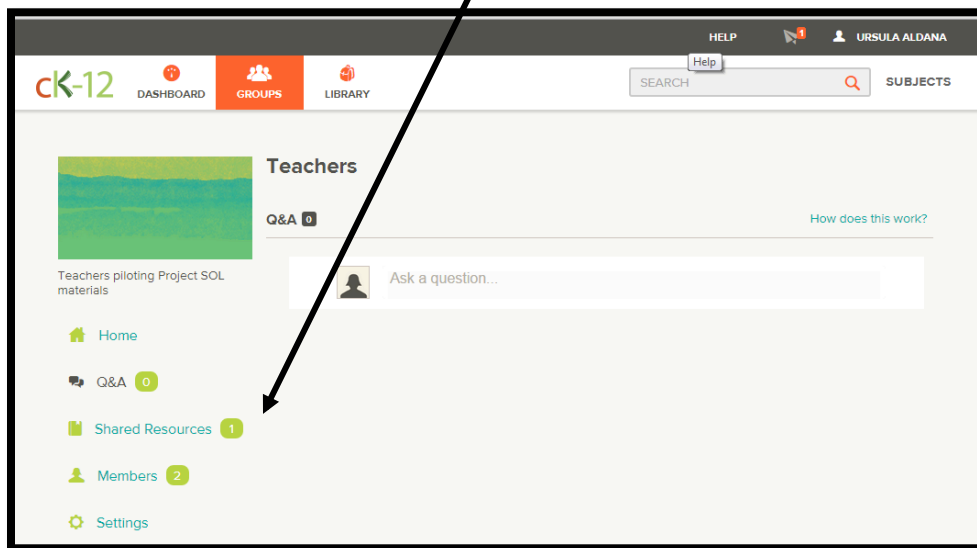 HELP 1 URSULA ALDANA
Help
cK-12 DASHBOARD GROUPS LIBRARY SEARCH SUBJECTS
Teachers
Q&A 0 How does this work?
Ask a question...
Teachers piloting Project SOL
materials
Home
Q&A 0
Shared Resources 1
Members 2
Settings